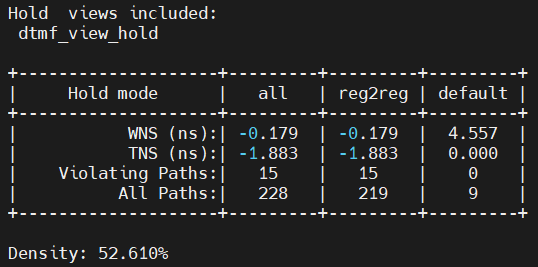 Hold  views included:
 dtmf_view_hold

+--------------------+---------+---------+---------+
|     Hold mode      |   all   | reg2reg | default |
+--------------------+---------+---------+---------+
|           WNS (ns):| -0.179  | -0.179  |  4.557  |
|           TNS (ns):| -1.883  | -1.883  |  0.000  |
|    Violating Paths:|   15    |   15    |    0    |
|          All Paths:|   228   |   219   |    9    |
+--------------------+---------+---------+---------+

Density: 52.610%